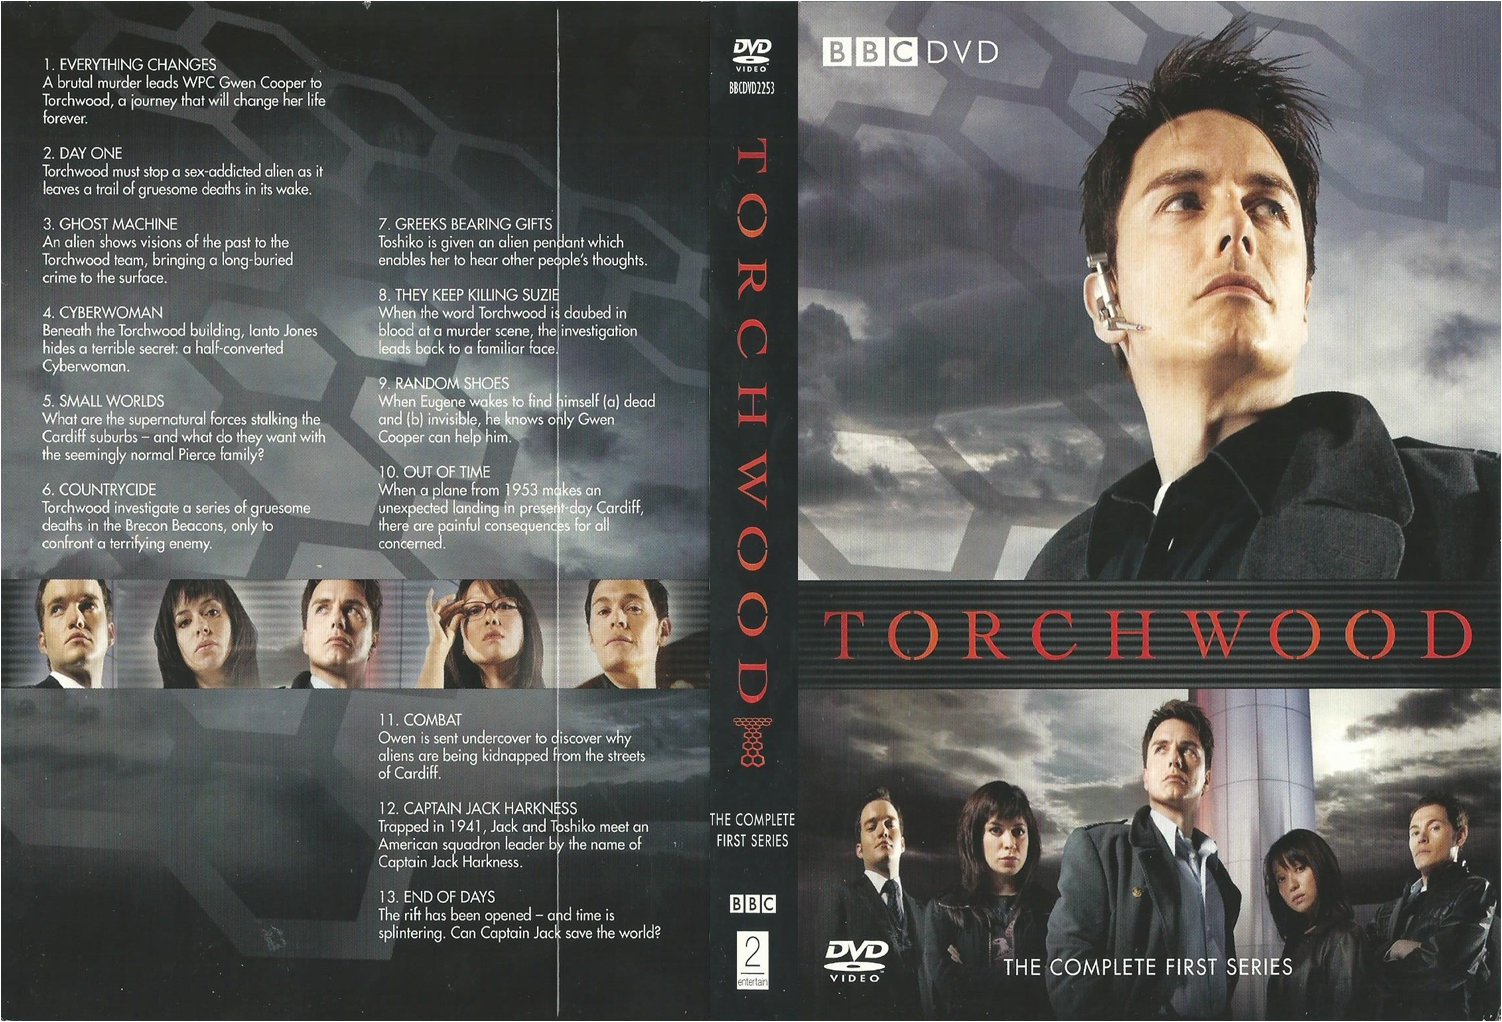 1. EVERYTHING CHANGES
A brutal murder leads WPC Gwen Cooper to
Torchwood, a journey that will change her life
forever.
2. DAY ONE
Torchwood must stop a sex-addicted alien as it
leaves a trail of gruesome deaths in its wake.
3. GHOST MACHINE
An alien shows visions of the past to the
Torchwood team, bringing a long-buried
crime to the surface.
4. CYBERWOMAN
Beneath the Torchwood building, Ianto Jones
hides a terrible secret: a half-converted
Cyberwoman.
5. SMALL WORLDS
What are the supernatural forces stalking the
Cardiff suburbs – and what do they want with
the seemingly normal Pierce family?
6. COUNTRYCIDE
Torchwood investigate a series of gruesome
deaths in the Brecon Beacons, only to
confront a terrifying enemy.
7. GREEKS BEARING GIFTS
Toshiko is given an alien pendant which
enables her to hear other people's thoughts.
8. THEY KEEP KILLING SUZIE
When the word Torchwood is daubed in
blood at a murder scene, the investigation
leads back to a familiar face.
9. RANDOM SHOES
When Eugene wakes to find himself (a) dead
and (b) invisible, he knows only Gwen
Cooper can help him.
10. OUT OF TIME
When a plane from 1953 makes an
unexpected landing in present-day Cardiff,
there are painful consequences for all
concerned.
11. COMBAT
Owen is sent undercover to discover why
aliens are being kidnapped from the streets
of Cardiff.
12. CAPTAIN JACK HARKNESS
Trapped in 1941, Jack and Toshiko meet an
American squadron leader by the name of
Captain Jack Harkness.
13. END OF DAYS
The rift has been opened – and time is
splintering. Can Captain Jack save the world?
DVD
VIDEO
BBCDVD2253
TORCHWOOD
THE COMPLETE
FIRST SERIES
BBC
2
entertain
BBC DVD
TORCHWOOD
DVD
VIDEO
THE COMPLETE FIRST SERIES